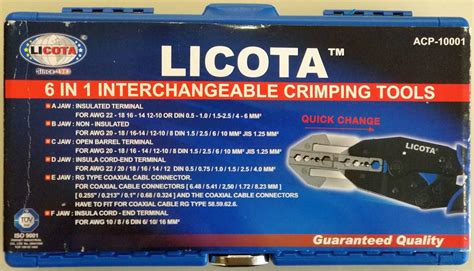 LICOTA
Since 1973
LICOTA™
ACP-10001
6 IN 1 INTERCHANGEABLE CRIMPING TOOLS
A JAW : INSULATED TERMINAL
FOR AWG 22 - 18 16 - 14 12-10 OR DIN 0.5 - 1.0 / 1.5-2.5 / 4 - 6 MM²
B JAW : NON - INSULATED
FOR AWG 20 - 18 / 16-14 / 12-10 / 8 DIN 1.5 / 2.5 / 6 / 10 MM² JIS 1.25 MM²
C JAW : OPEN BARREL TERMINAL
FOR AWG 20 - 18 / 16 - 14 / 12-10 / 8 DIN 1.5 / 2.5 / 6 / 10 MM² JIS 1.25 MM²
D JAW : INSULA CORD-END TERMINAL
FOR AWG 22 / 20 / 18 / 16 / 14 / 12 DIN 0.5 / 0.75 / 1.0 / 1.5 / 2.5 / 4.0 MM²
E JAW : RG TYPE COAXIAL CABL CONNECTOR.
FOR COAXIAL CABLE CONNECTORS [ 6.48 / 5.41 / 2,50 / 1.72 / 8.23 MM ]
[ 0.255" / 0.213" / 0.1" / 0.68 / 0.324" ] AND THE COAXIAL CABLE CONNECTORS
HAVE TO FIT FOR COAXIAL CABLE RG TYPE 58.59.62.6.
F JAW : INSULA CORD - END TERMINAL
FOR AWG 10 / 8 / 6 DIN 6/ 10/ 16 MM²
QUICK CHANGE
LICOTA
TÜV
ISO 9001
Guaranteed Quality